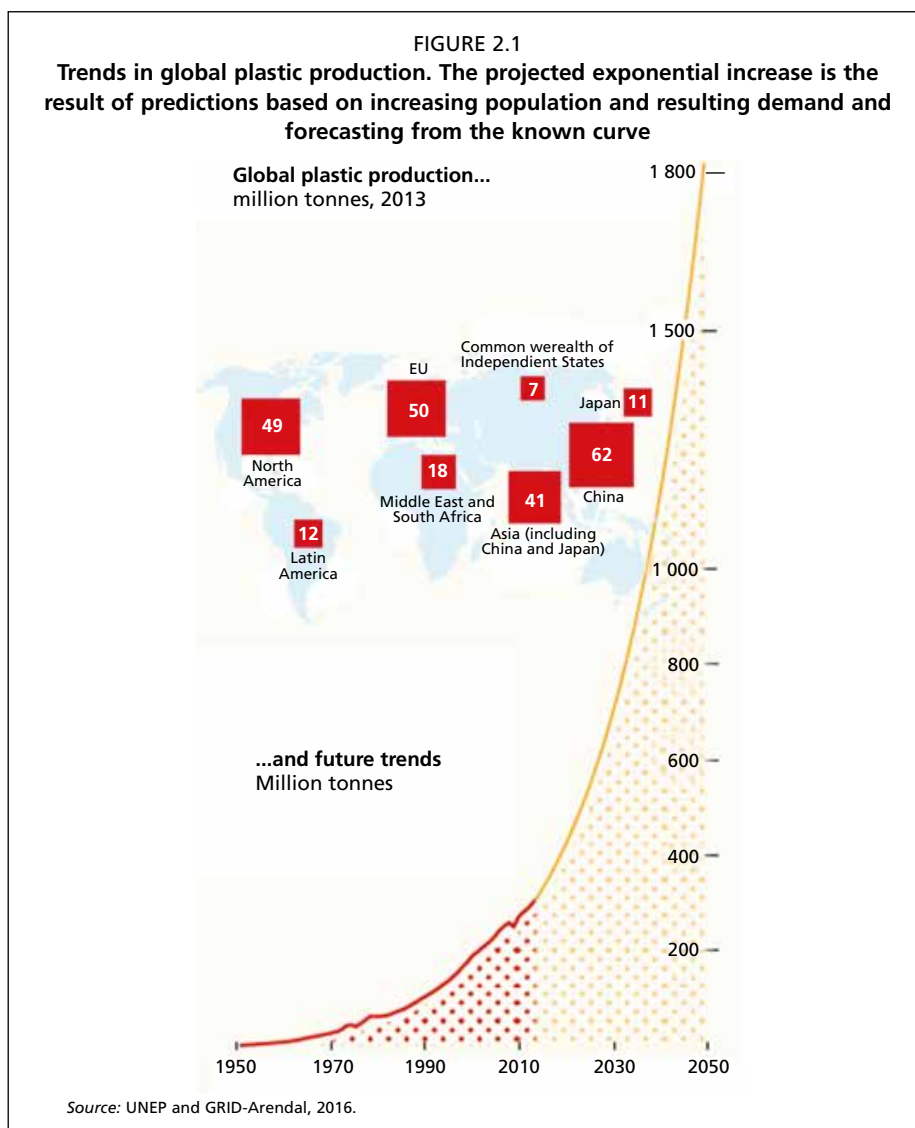 FIGURE 2.1
Trends in global plastic production. The projected exponential increase is the
result of predictions based on increasing population and resulting demand and
forecasting from the known curve
Global plastic production...
million tonnes, 2013
1 800
1 500
Common werealth of
Independient States
7
EU
50
Japan
11
49
North
America
18
Middle East and
South Africa
62
China
41
Asia (including
China and Japan)
12
Latin
America
1 000
800
...and future trends
Million tonnes
600
400
200
1950
1970
1990
2010
2030
2050
Source: UNEP and GRID-Arendal, 2016.